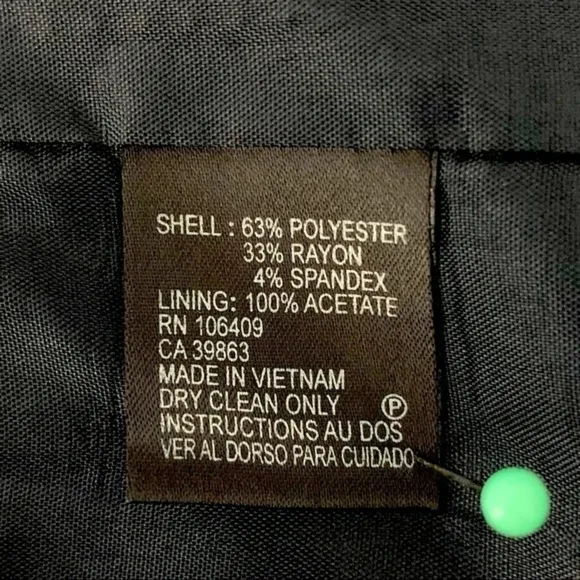 SHELL : 63% POLYESTER
33% RAYON
4% SPANDEX
LINING: 100% ACETATE
RN 106409
CA 39863
MADE IN VIETNAM
DRY CLEAN ONLY Ⓟ
INSTRUCTIONS AU DOS
VER AL DORSO PARA CUIDADO